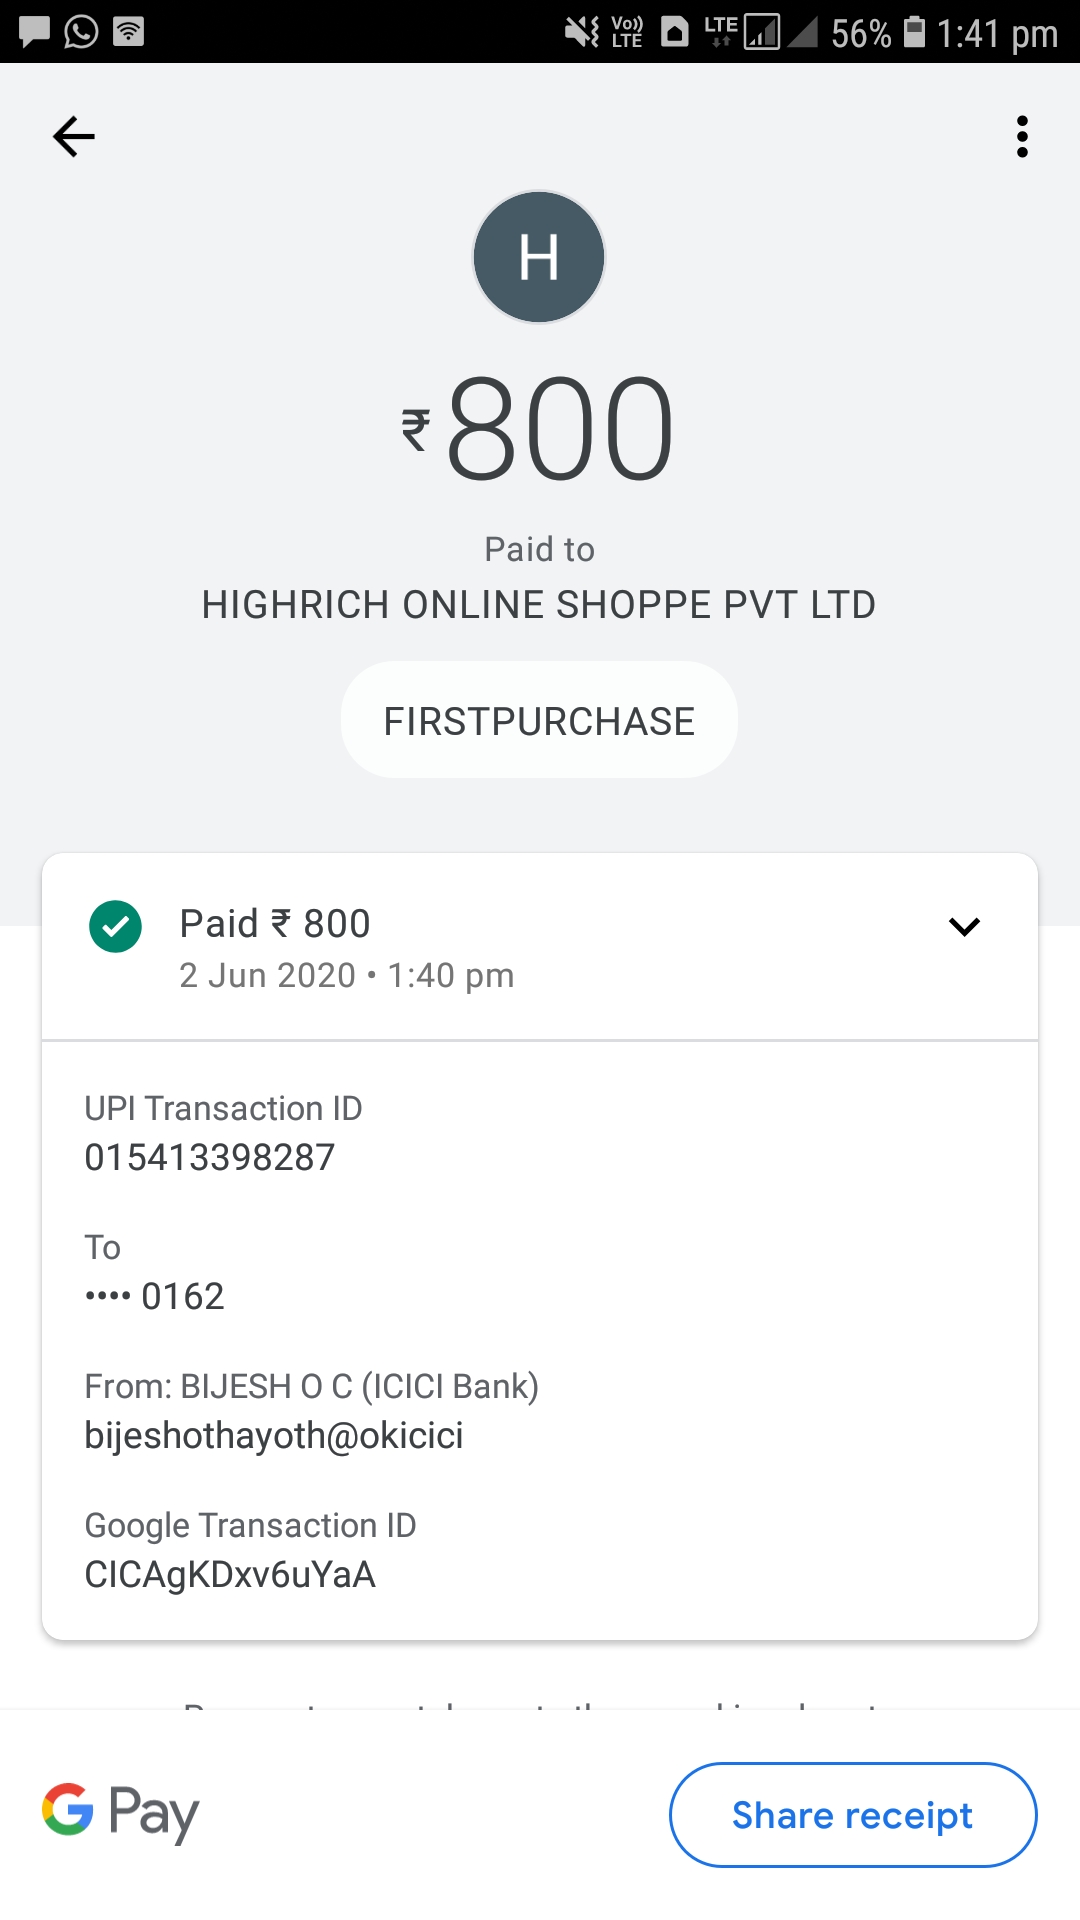 Vo)) LTE LTE 56% 1:41 pm
H
₹800
Paid to
HIGHRICH ONLINE SHOPPE PVT LTD
FIRSTPURCHASE
Paid ₹ 800
2 Jun 2020 • 1:40 pm
UPI Transaction ID
015413398287
To
•••• 0162
From: BIJESH O C (ICICI Bank)
bijeshothayoth@okicici
Google Transaction ID
CICAgKDxv6uYaA
G Pay
Share receipt